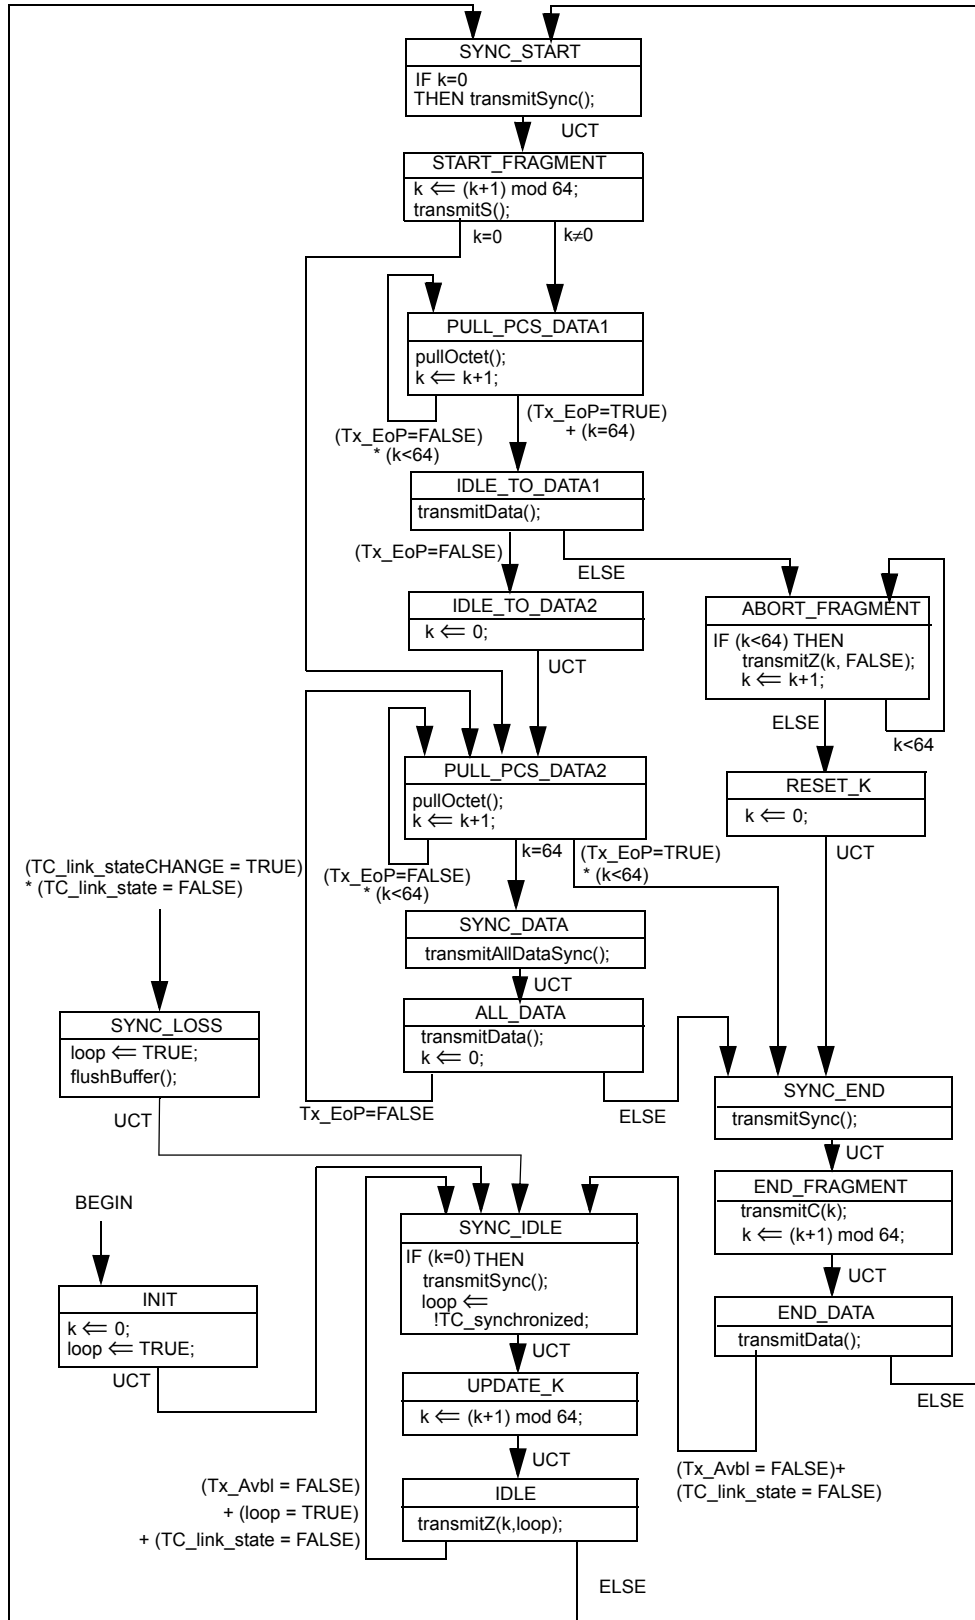 SYNC_START
IF k=0
THEN transmitSync();
UCT
START_FRAGMENT
k ⇐ (k+1) mod 64;
transmitS();
k=0
k≠0
PULL_PCS_DATA1
pullOctet();
k ⇐ k+1;
(Tx_EoP=FALSE)
* (k<64)
(Tx_EoP=TRUE)
+ (k=64)
IDLE_TO_DATA1
transmitData();
(Tx_EoP=FALSE)
ELSE
IDLE_TO_DATA2
k ⇐ 0;
UCT
ABORT_FRAGMENT
IF (k<64) THEN
transmitZ(k, FALSE);
k ⇐ k+1;
ELSE
k<64
RESET_K
k ⇐ 0;
UCT
PULL_PCS_DATA2
pullOctet();
k ⇐ k+1;
(Tx_EoP=FALSE)
* (k<64)
k=64
(Tx_EoP=TRUE)
* (k<64)
SYNC_DATA
transmitAllDataSync();
UCT
ALL_DATA
transmitData();
k ⇐ 0;
Tx_EoP=FALSE
ELSE
(TC_link_stateCHANGE = TRUE)
* (TC_link_state = FALSE)
SYNC_LOSS
loop ⇐ TRUE;
flushBuffer();
UCT
SYNC_END
transmitSync();
UCT
END_FRAGMENT
transmitC(k);
k ⇐ (k+1) mod 64;
UCT
END_DATA
transmitData();
ELSE
(Tx_Avbl = FALSE)+
(TC_link_state = FALSE)
BEGIN
INIT
k ⇐ 0;
loop ⇐ TRUE;
UCT
SYNC_IDLE
IF (k=0) THEN
transmitSync();
loop ⇐
!TC_synchronized;
UCT
UPDATE_K
k ⇐ (k+1) mod 64;
UCT
IDLE
transmitZ(k,loop);
(Tx_Avbl = FALSE)
+ (loop = TRUE)
+ (TC_link_state = FALSE)
ELSE